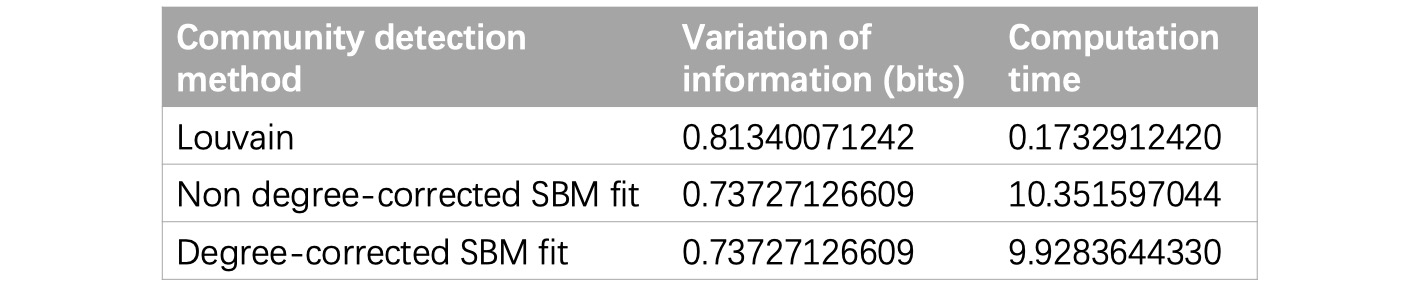 Community detection method Variation of information (bits) Computation time
Louvain 0.81340071242 0.1732912420
Non degree-corrected SBM fit 0.73727126609 10.351597044
Degree-corrected SBM fit 0.73727126609 9.9283644330